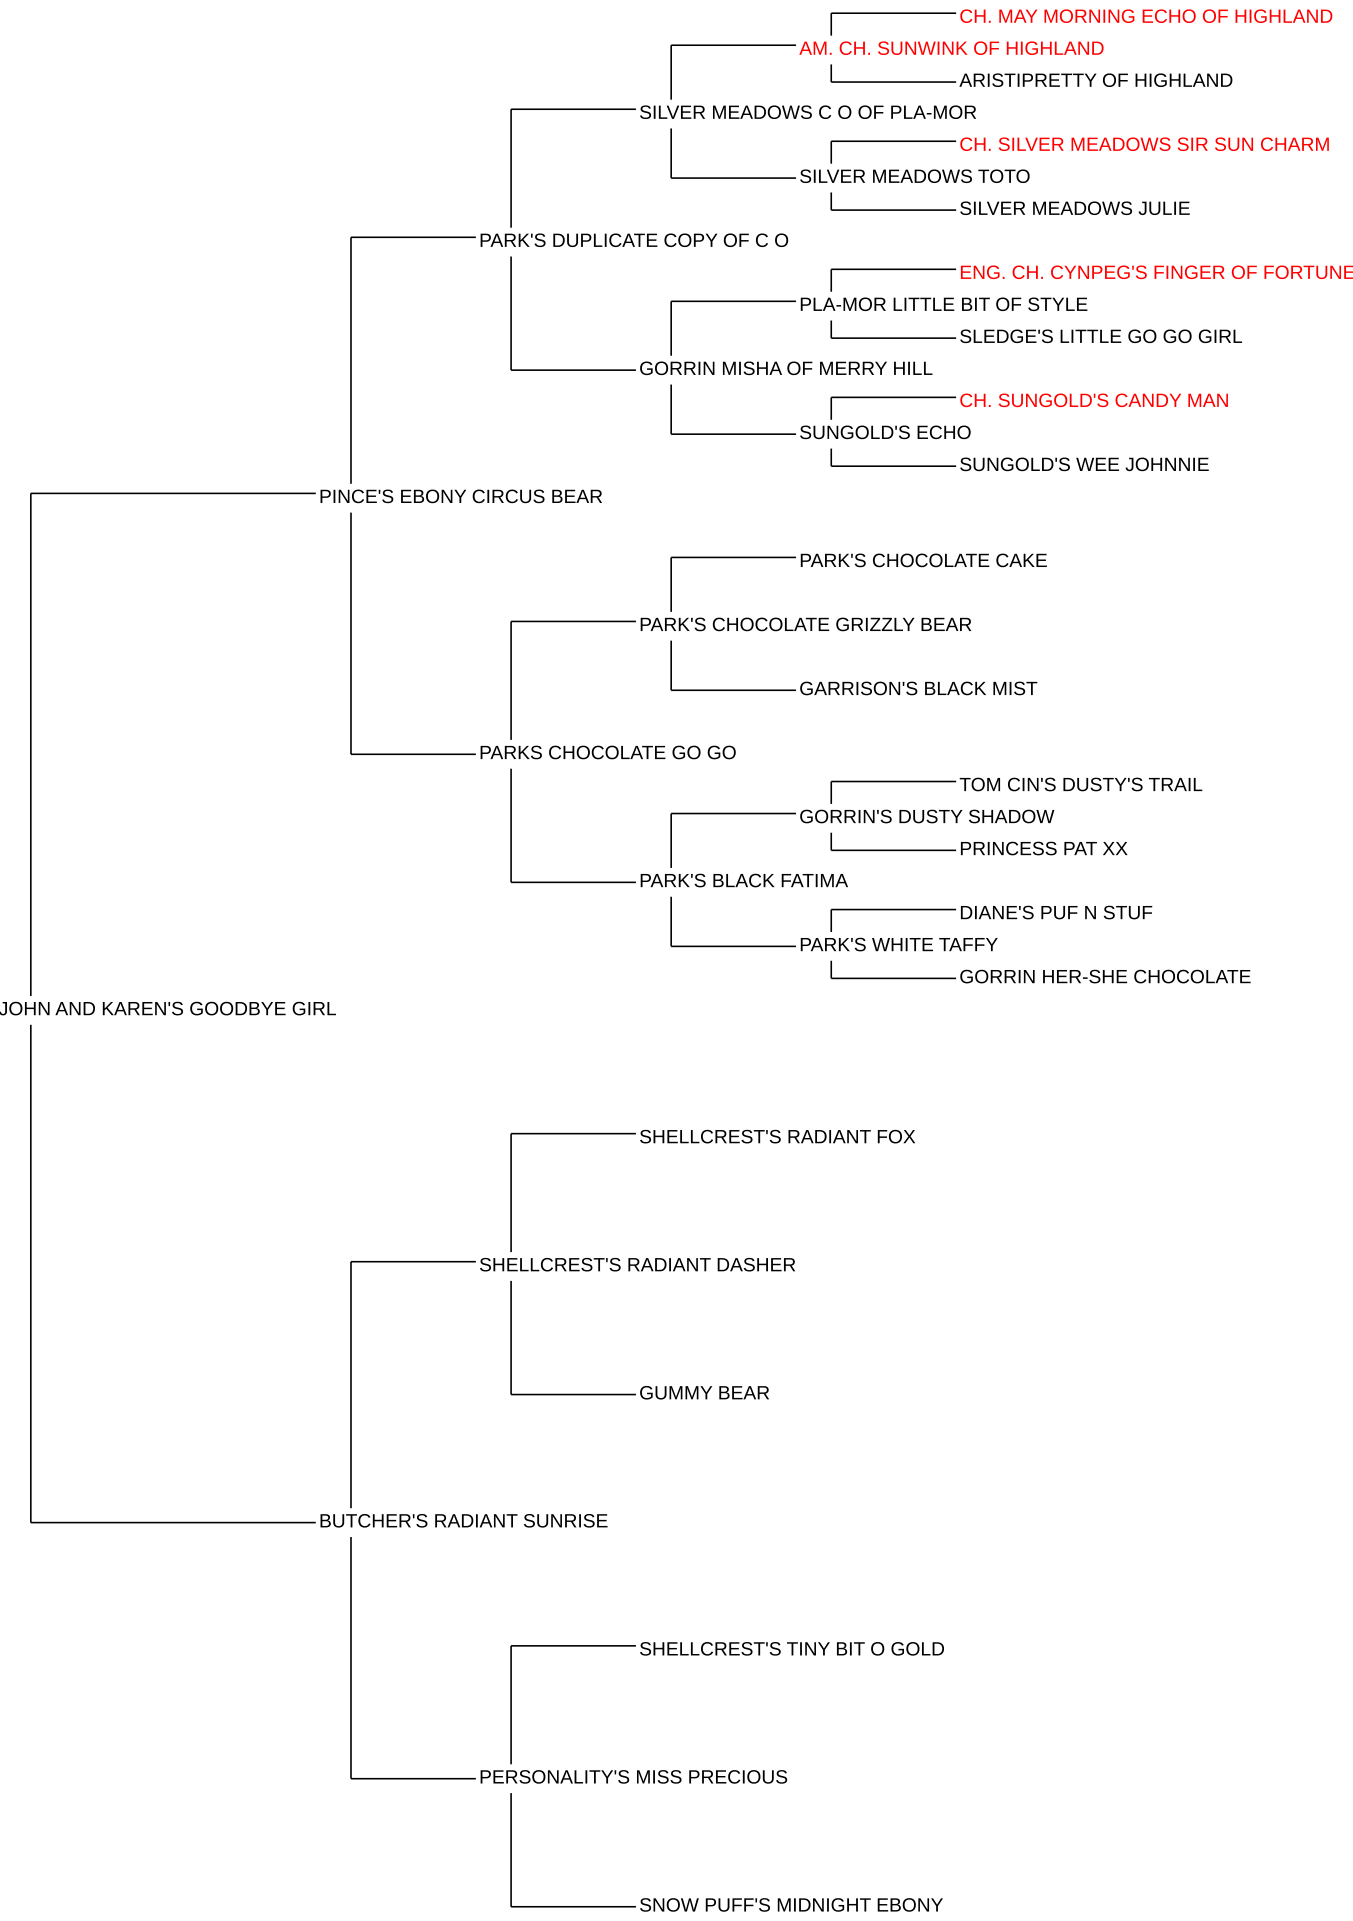 CH. MAY MORNING ECHO OF HIGHLAND
AM. CH. SUNWINK OF HIGHLAND
ARISTIPRETTY OF HIGHLAND
SILVER MEADOWS C O OF PLA-MOR
CH. SILVER MEADOWS SIR SUN CHARM
SILVER MEADOWS TOTO
SILVER MEADOWS JULIE
PARK'S DUPLICATE COPY OF C O
ENG. CH. CYNPEG'S FINGER OF FORTUNE
PLA-MOR LITTLE BIT OF STYLE
SLEDGE'S LITTLE GO GO GIRL
GORRIN MISHA OF MERRY HILL
CH. SUNGOLD'S CANDY MAN
SUNGOLD'S ECHO
SUNGOLD'S WEE JOHNNIE
PINCE'S EBONY CIRCUS BEAR
PARK'S CHOCOLATE CAKE
PARK'S CHOCOLATE GRIZZLY BEAR
GARRISON'S BLACK MIST
PARKS CHOCOLATE GO GO
TOM CIN'S DUSTY'S TRAIL
GORRIN'S DUSTY SHADOW
PRINCESS PAT XX
PARK'S BLACK FATIMA
DIANE'S PUF N STUF
PARK'S WHITE TAFFY
GORRIN HER-SHE CHOCOLATE
JOHN AND KAREN'S GOODBYE GIRL
SHELLCREST'S RADIANT FOX
SHELLCREST'S RADIANT DASHER
GUMMY BEAR
BUTCHER'S RADIANT SUNRISE
SHELLCREST'S TINY BIT O GOLD
PERSONALITY'S MISS PRECIOUS
SNOW PUFF'S MIDNIGHT EBONY